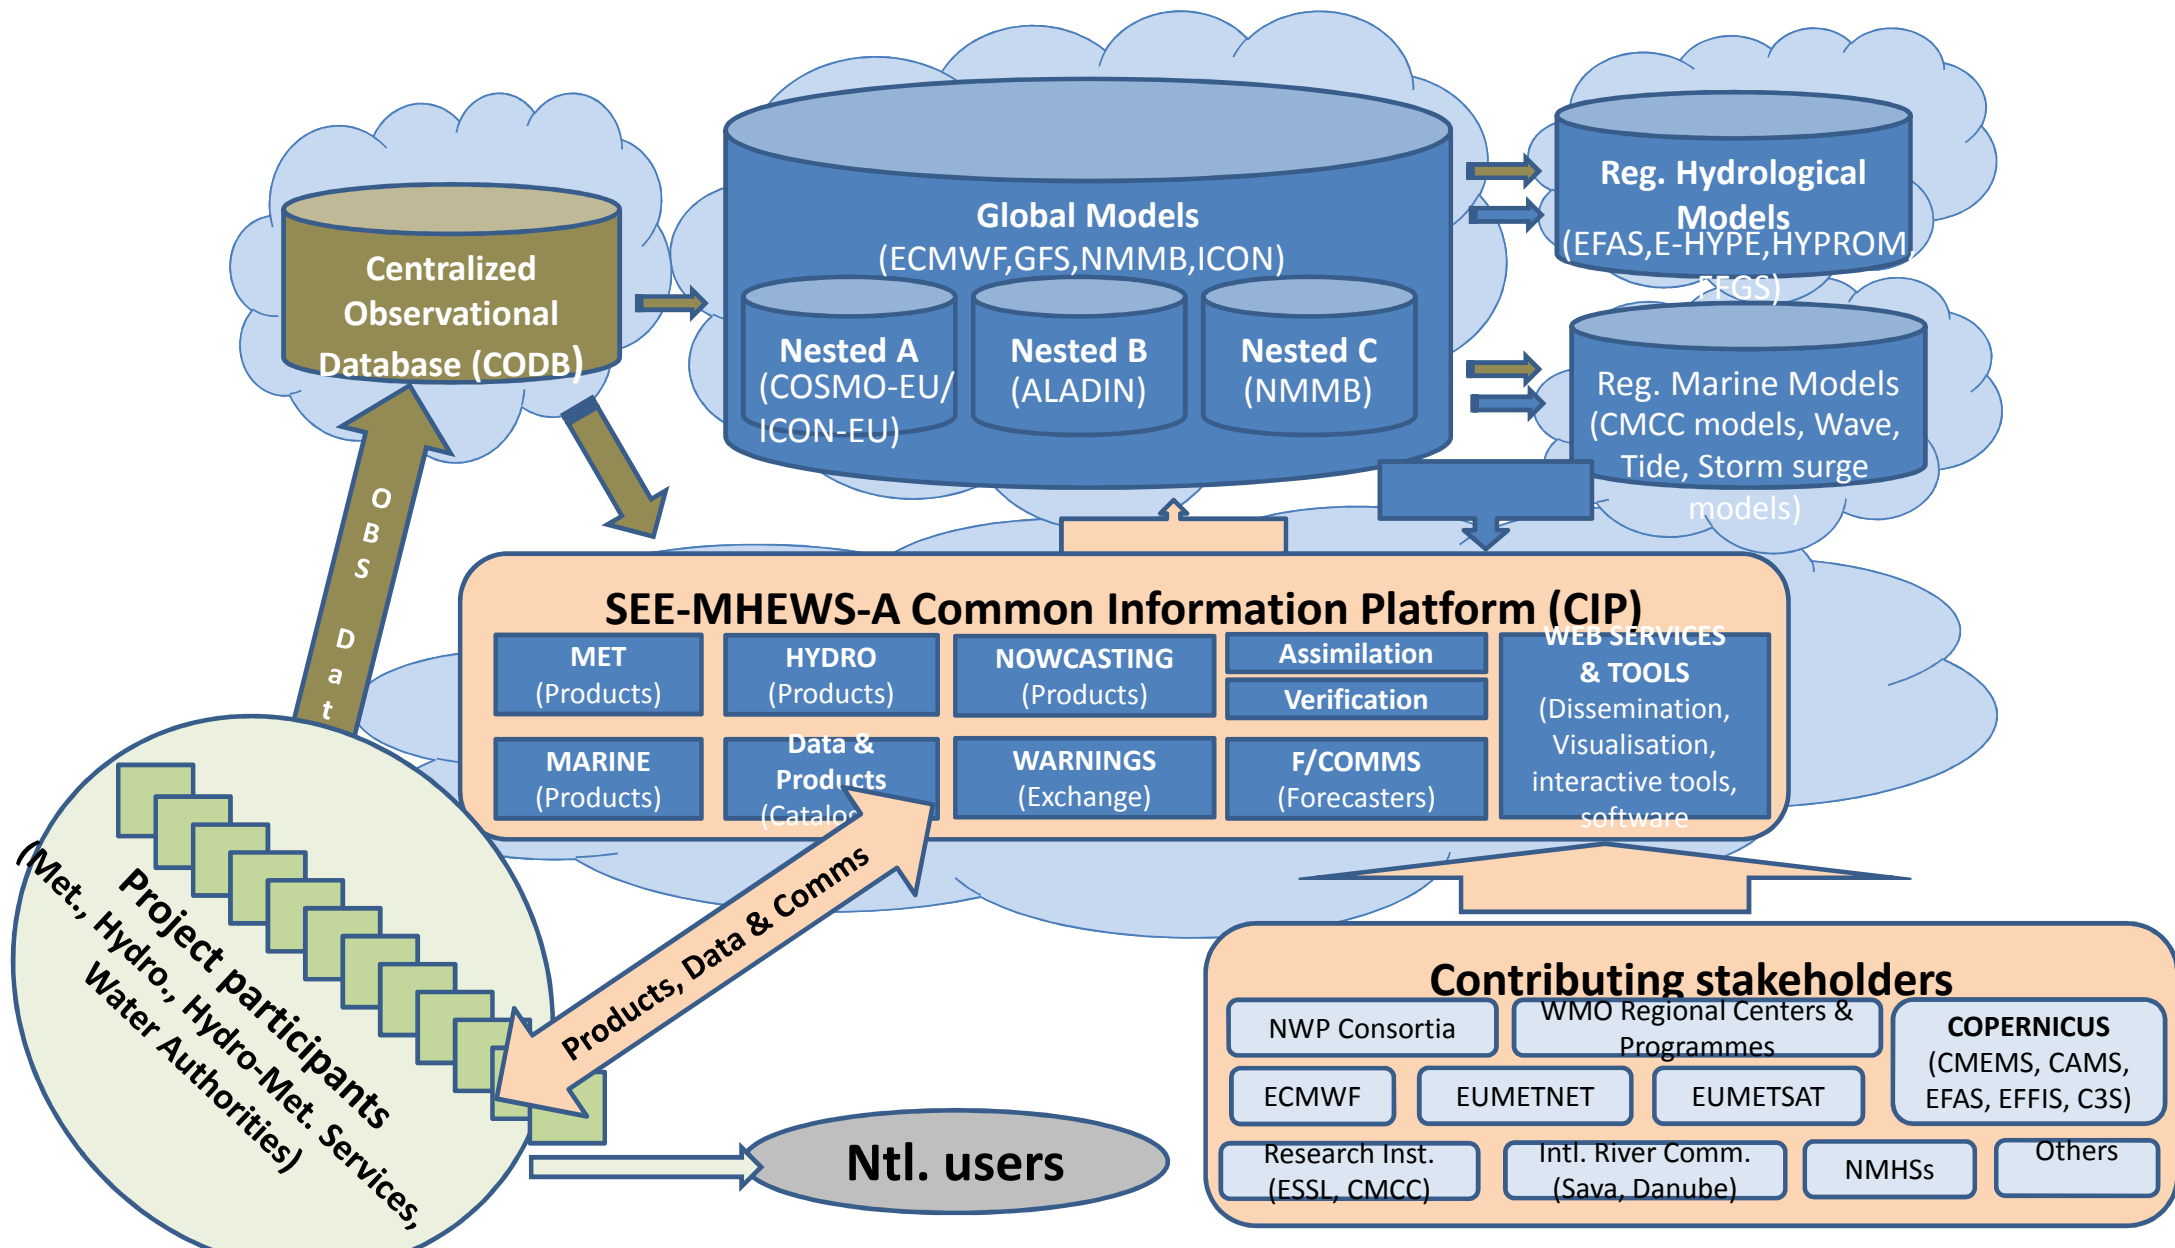 Centralized
Observational
Database (CODB)
Global Models
(ECMWF,GFS,NMMB,ICON)
Nested A
(COSMO-EU/
ICON-EU)
Nested B
(ALADIN)
Nested C
(NMMB)
Reg. Hydrological
Models
(EFAS,E-HYPE,HYPROM,
FFGS)
Reg. Marine Models
(CMCC models, Wave,
Tide, Storm surge
models)
OBS Dat
SEE-MHEWS-A Common Information Platform (CIP)
MET
(Products)
HYDRO
(Products)
NOWCASTING
(Products)
Assimilation
Verification
WEB SERVICES
& TOOLS
(Dissemination,
Visualisation,
interactive tools,
software
MARINE
(Products)
Data &
Products
WARNINGS
(Exchange)
F/COMMS
(Forecasters)
Products, Data & Comms
Project participants
(Met., Hydro., Hydro-Met. Services,
Water Authorities)
Ntl. users
Contributing stakeholders
NWP Consortia
WMO Regional Centers &
Programmes
COPERNICUS
(CMEMS, CAMS,
EFAS, EFFIS, C3S)
ECMWF
EUMETNET
EUMETSAT
Research Inst.
(ESSL, CMCC)
Intl. River Comm.
(Sava, Danube)
NMHSs
Others